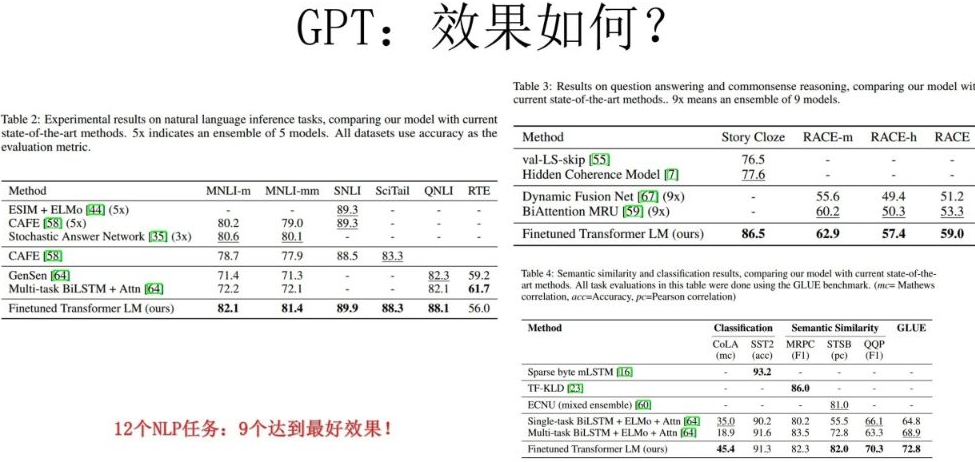 GPT：效果如何？
Table 2: Experimental results on natural language inference tasks, comparing our model with current
state-of-the-art methods. 5x indicates an ensemble of 5 models. All datasets use accuracy as the
evaluation metric.
Method MNLI-m MNLI-mm SNLI SciTail QNLI RTE
ESIM + ELMo [44] (5x) - - 89.3 - - -
CAFE [58] (5x) 80.2 79.0 89.3 - - -
Stochastic Answer Network [35] (3x) 80.6 80.1 - - - -
CAFE [58] 78.7 77.9 88.5 83.3
GenSen [64] 71.4 71.3 - - 82.3 59.2
Multi-task BiLSTM + Attn [64] 72.2 72.1 - - 82.1 61.7
Finetuned Transformer LM (ours) 82.1 81.4 89.9 88.3 88.1 56.0
12个NLP任务：9个达到最好效果！
Table 3: Results on question answering and commonsense reasoning, comparing our model wit
current state-of-the-art methods.. 9x means an ensemble of 9 models.
Method Story Cloze RACE-m RACE-h RACE
val-LS-skip [55] 76.5 - - -
Hidden Coherence Model [7] 77.6 - - -
Dynamic Fusion Net [67] (9x) - 55.6 49.4 51.2
BiAttention MRU [59] (9x) - 60.2 50.3 53.3
Finetuned Transformer LM (ours) 86.5 62.9 57.4 59.0
Table 4: Semantic similarity and classification results, comparing our model with current state-of-the-
art methods. All task evaluations in this table were done using the GLUE benchmark. (mc= Mathews
correlation, acc=Accuracy, pc=Pearson correlation)
Method Classification Semantic Similarity GLUE
CoLA SST2 MRPC STSB QQP
(mc) (acc) (F1) (pc) (F1)
Sparse byte mLSTM [16] - 93.2 - - - -
TF-KLD [23] - - 86.0 - - -
ECNU (mixed ensemble) [60] - - - 81.0 - -
Single-task BiLSTM + ELMo + Attn [64] 35.0 90.2 80.2 55.5 66.1 64.8
Multi-task BiLSTM + ELMo + Attn [64] 18.9 91.6 83.5 72.8 63.3 68.9
Finetuned Transformer LM (ours) 45.4 91.3 82.3 82.0 70.3 72.8